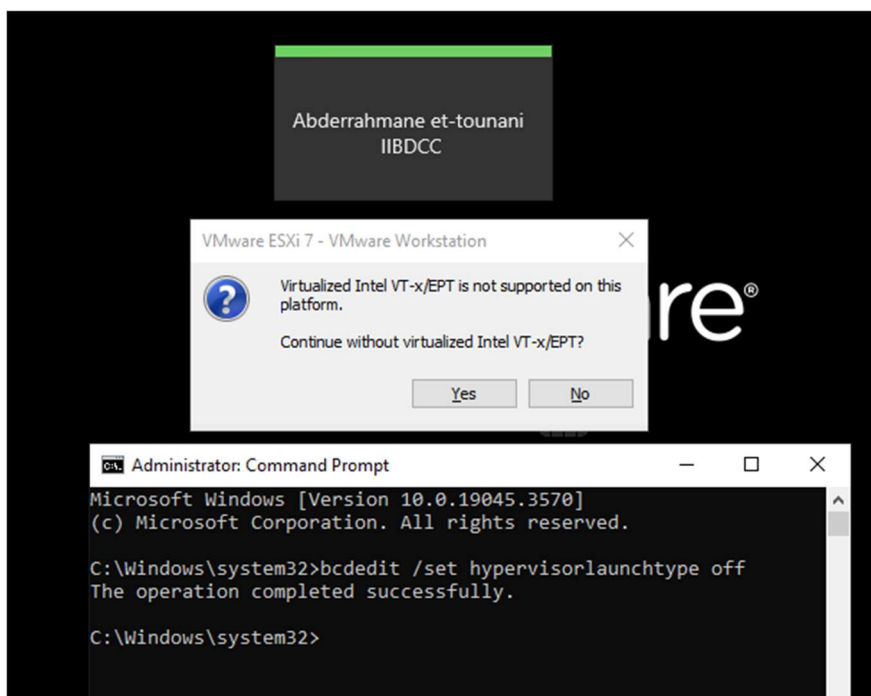 Abderrahmane et-tounani
IIBDCC
VMware ESXi 7 - VMware Workstation
Virtualized Intel VT-x/EPT is not supported on this
platform.
Continue without virtualized Intel VT-x/EPT?
Yes No
re®
Administrator: Command Prompt
Microsoft Windows [Version 10.0.19045.3570]
(c) Microsoft Corporation. All rights reserved.
C:\Windows\system32>bcdedit /set hypervisorlaunchtype off
The operation completed successfully.
C:\Windows\system32>